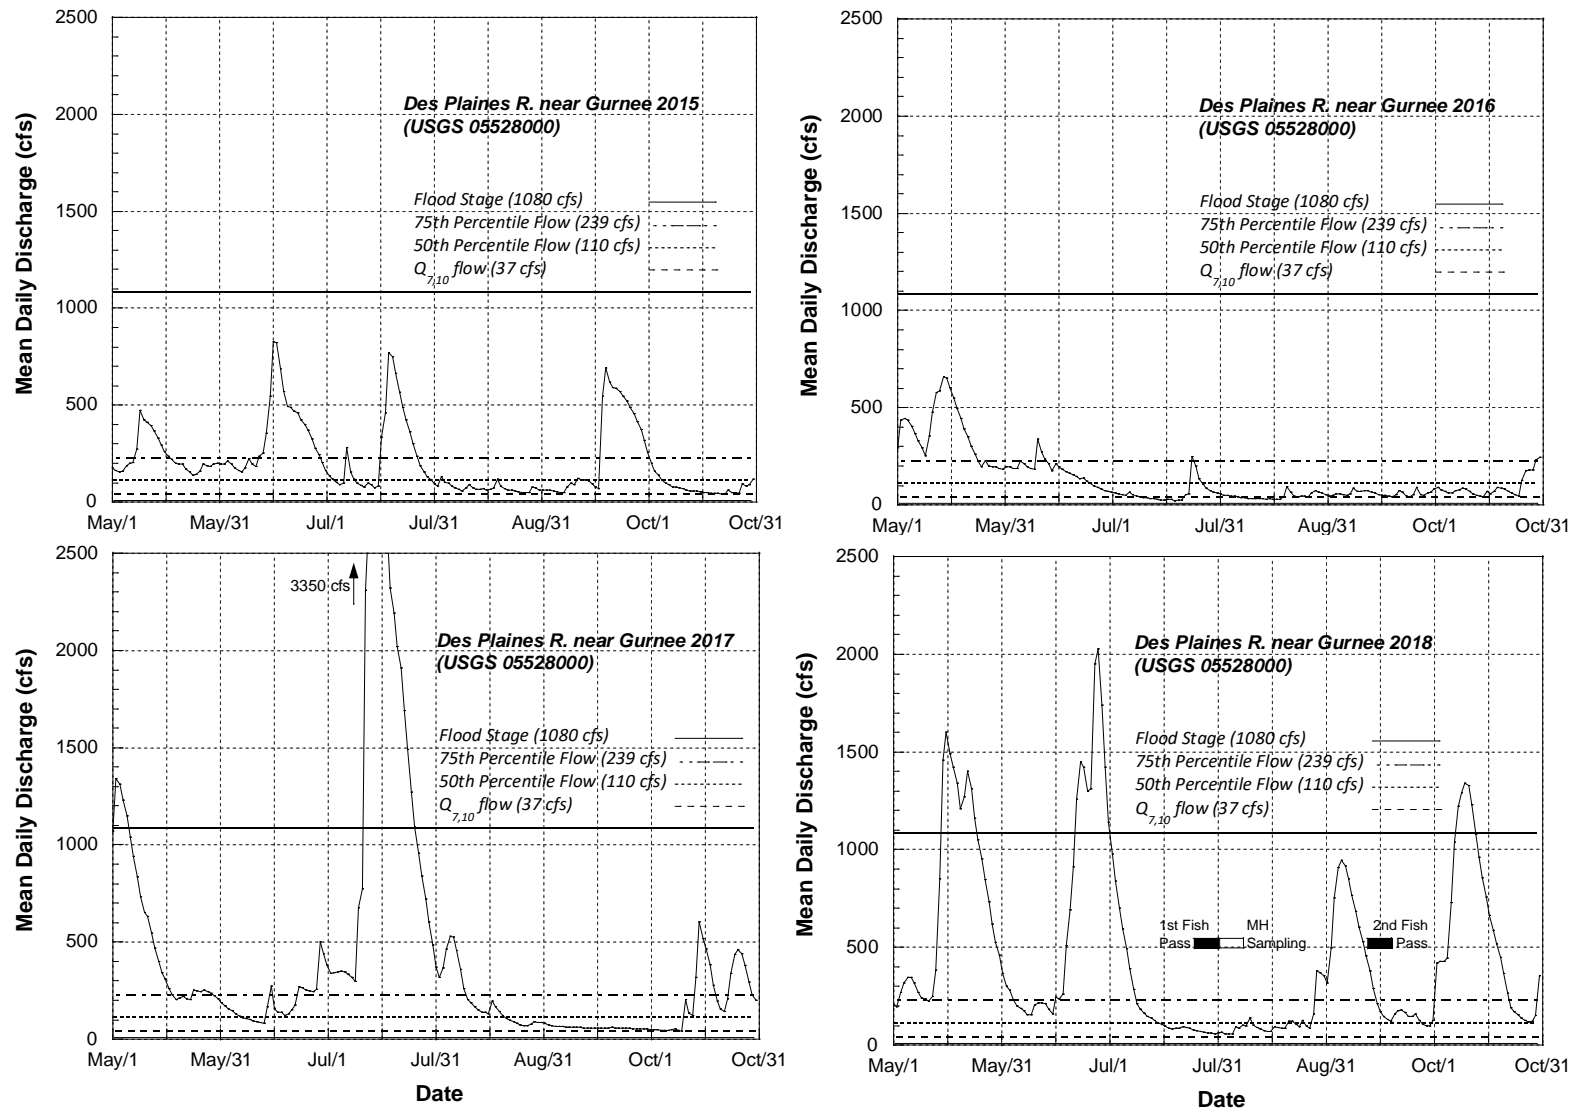 Mean Daily Discharge (cfs)
2500
2000
1500
1000
500
0
Des Plaines R. near Gurnee 2015
(USGS 05528000)
Flood Stage (1080 cfs)
75th Percentile Flow (239 cfs)
50th Percentile Flow (110 cfs)
Q7,10 flow (37 cfs)
May/1 May/31 Jul/1 Jul/31 Aug/31 Oct/1 Oct/31
Mean Daily Discharge (cfs)
2500
2000
1500
1000
500
0
Des Plaines R. near Gurnee 2016
(USGS 05528000)
Flood Stage (1080 cfs)
75th Percentile Flow (239 cfs)
50th Percentile Flow (110 cfs)
Q7,10 flow (37 cfs)
May/1 May/31 Jul/1 Jul/31 Aug/31 Oct/1 Oct/31
Mean Daily Discharge (cfs)
2500
2000
1500
1000
500
0
3350 cfs
Des Plaines R. near Gurnee 2017
(USGS 05528000)
Flood Stage (1080 cfs)
75th Percentile Flow (239 cfs)
50th Percentile Flow (110 cfs)
Q7,10 flow (37 cfs)
May/1 May/31 Jul/1 Jul/31 Aug/31 Oct/1 Oct/31
Date
Mean Daily Discharge (cfs)
2500
2000
1500
1000
500
0
Des Plaines R. near Gurnee 2018
(USGS 05528000)
Flood Stage (1080 cfs)
75th Percentile Flow (239 cfs)
50th Percentile Flow (110 cfs)
Q7,10 flow (37 cfs)
1st Fish
Pass
MH
Sampling
2nd Fish
Pass
May/1 May/31 Jul/1 Jul/31 Aug/31 Oct/1 Oct/31
Date